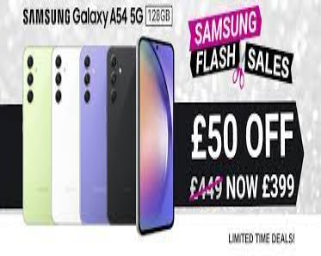 SAMSUNG Galaxy A54 5G 128GB
SAMSUNG
FLASH SALES
£50 OFF
£449 NOW £399
LIMITED TIME DEALS!